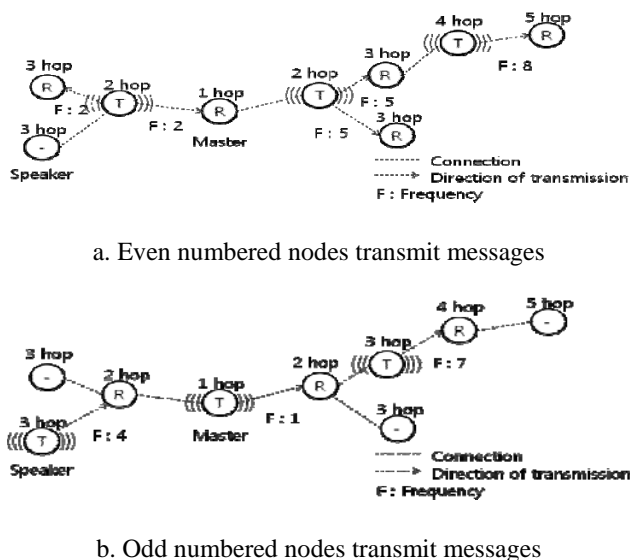 4 hop
5 hop
T
R
3 hop
3 hop
R
F : 8
2 hop
2 hop
R
T
1 hop
T
F : 5
F : 2
R
3 hop
F : 2
3 hop
F : 5
R
-
Master
Speaker
Connection
Direction of transmission
F : Frequency
a. Even numbered nodes transmit messages
4 hop
5 hop
R
-
3 hop
3 hop
-
2 hop
2 hop
T
F : 7
1 hop
R
R
T
3 hop
3 hop
T
F : 4
Master
F : 1
-
Speaker
Connection
Direction of transmission
F : Frequency
b. Odd numbered nodes transmit messages